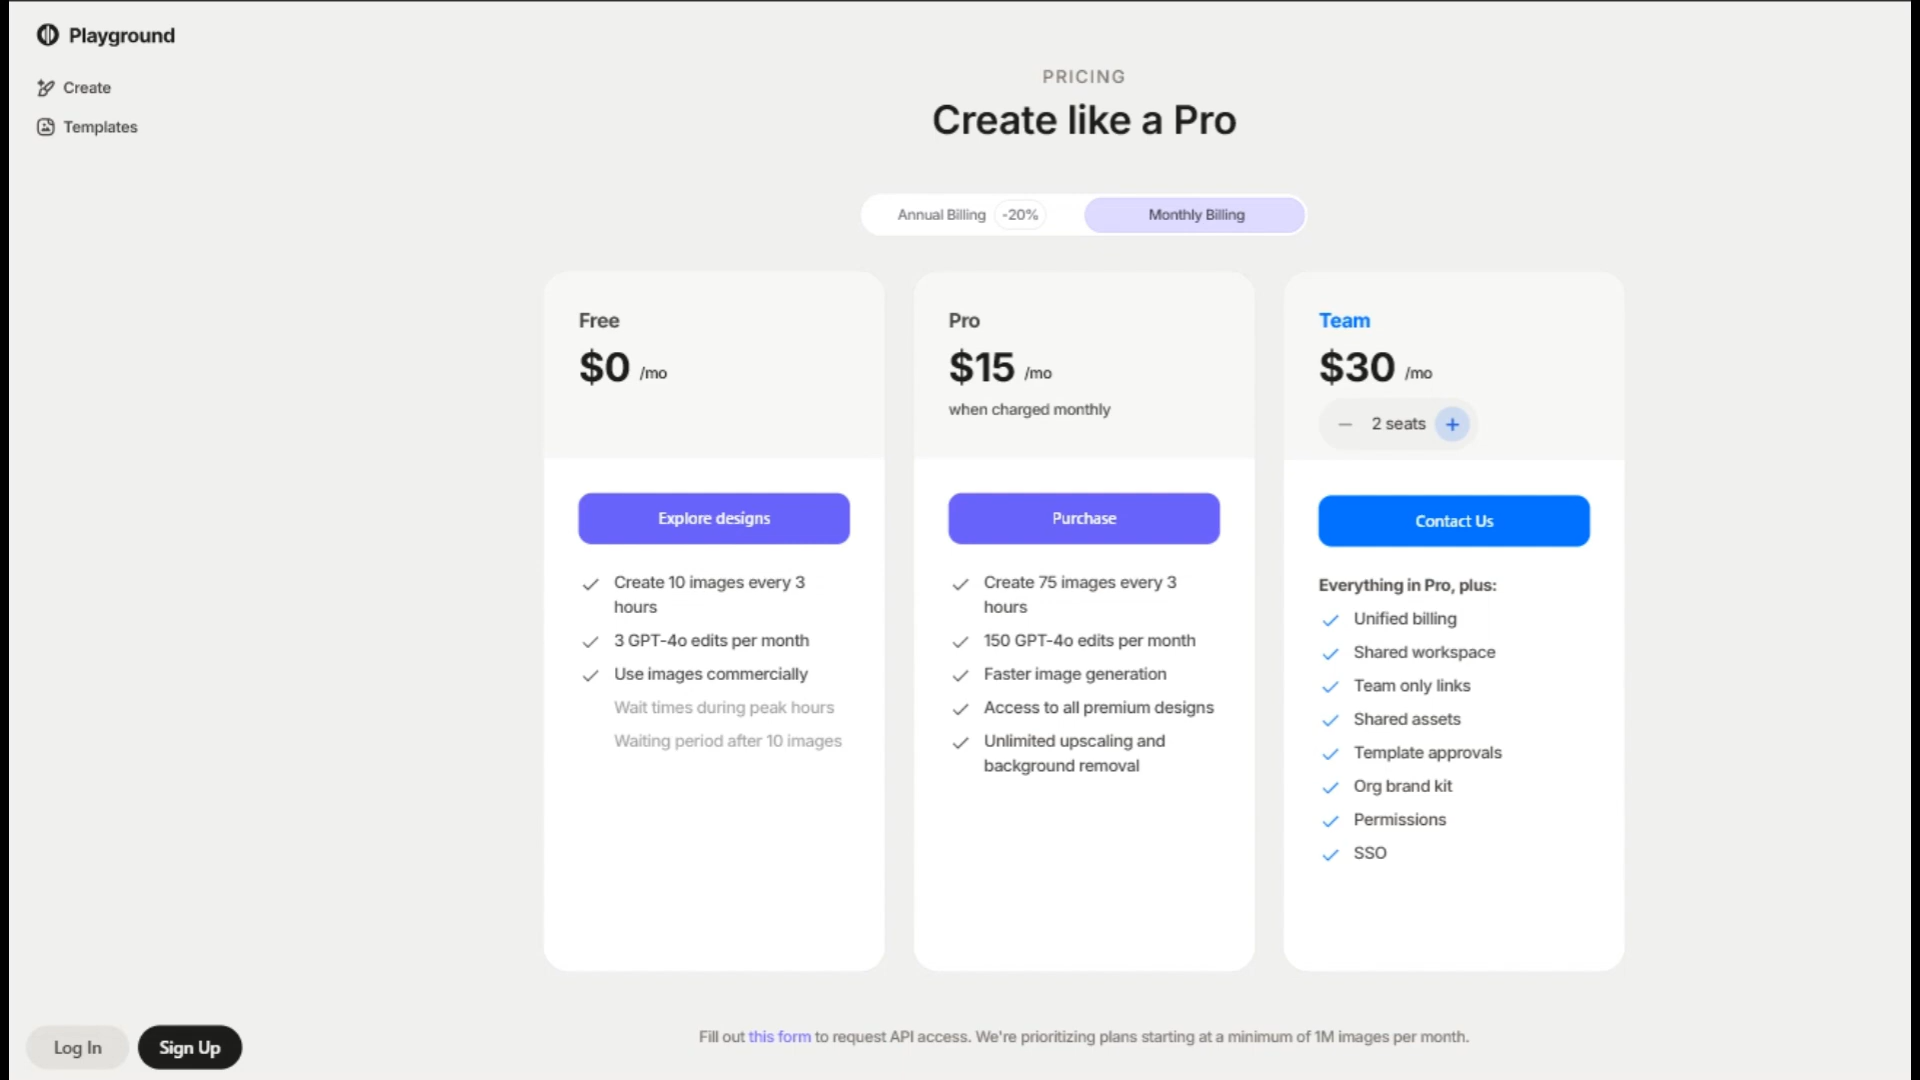 Playground
Create
Templates
PRICING
Create like a Pro
Annual Billing -20%
Monthly Billing
Free
$0 /mo
Explore designs
Create 10 images every 3
hours
3 GPT-4o edits per month
Use images commercially
Wait times during peak hours
Waiting period after 10 images
Pro
$15 /mo
when charged monthly
Purchase
Create 75 images every 3
hours
150 GPT-4o edits per month
Faster image generation
Access to all premium designs
Unlimited upscaling and
background removal
Team
$30 /mo
− 2 seats +
Contact Us
Everything in Pro, plus:
Unified billing
Shared workspace
Team only links
Shared assets
Template approvals
Org brand kit
Permissions
SSO
Log In
Sign Up
Fill out this form to request API access. We're prioritizing plans starting at a minimum of 1M images per month.